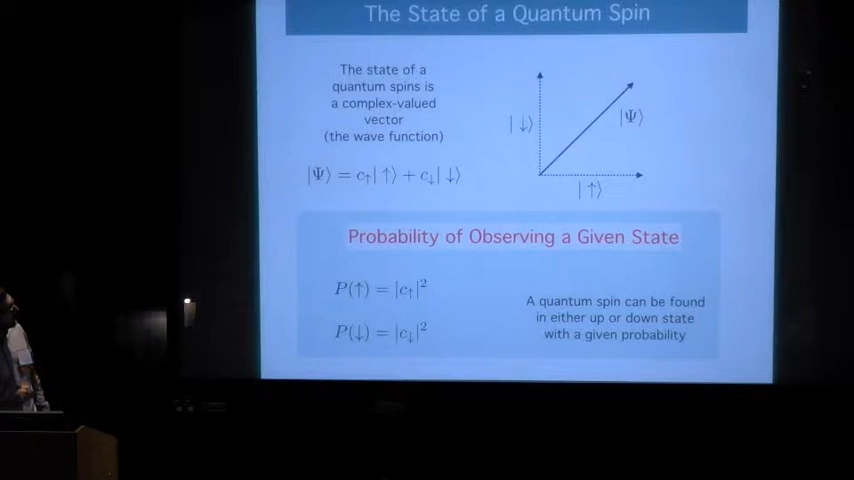 The State of a Quantum Spin
The state of a
quantum spins is
a complex-valued
vector
(the wave function)
|Ψ⟩ = c↑|↑⟩ + c↓|↓⟩
|↓⟩
|Ψ⟩
|↑⟩
Probability of Observing a Given State
P(↑) = |c↑|²
P(↓) = |c↓|²
A quantum spin can be found
in either up or down state
with a given probability